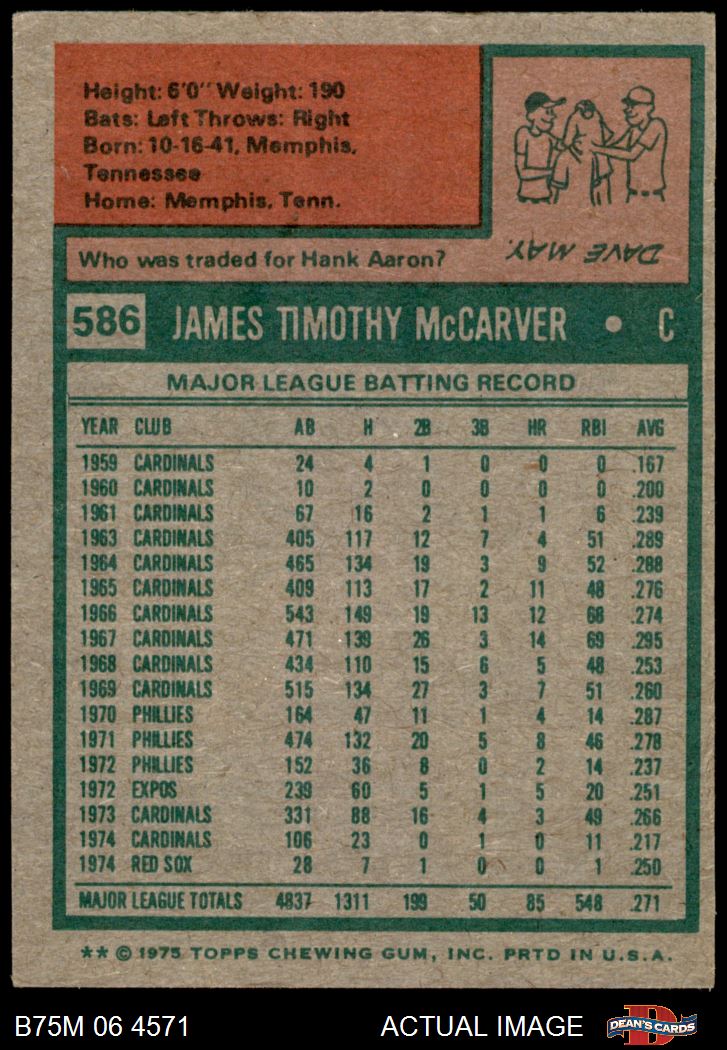 Height: 6'0" Weight: 190
Bats: Left Throws: Right
Born: 10-16-41, Memphis,
Tennessee
Home: Memphis, Tenn.
DAVE MAY.
Who was traded for Hank Aaron?
586 JAMES TIMOTHY McCARVER • C
MAJOR LEAGUE BATTING RECORD
YEAR CLUB AB H 2B 3B HR RBI AVG
1959 CARDINALS 24 4 1 0 0 0 .167
1960 CARDINALS 10 2 0 0 0 0 .200
1961 CARDINALS 67 16 2 1 1 6 .239
1963 CARDINALS 405 117 12 7 4 51 .289
1964 CARDINALS 465 134 19 3 9 52 .288
1965 CARDINALS 409 113 17 2 11 48 .276
1966 CARDINALS 543 149 19 13 12 68 .274
1967 CARDINALS 471 139 26 3 14 69 .295
1968 CARDINALS 434 110 15 6 5 48 .253
1969 CARDINALS 515 134 27 3 7 51 .260
1970 PHILLIES 164 47 11 1 4 14 .287
1971 PHILLIES 474 132 20 5 8 46 .278
1972 PHILLIES 152 36 8 0 2 14 .237
1972 EXPOS 239 60 5 1 5 20 .251
1973 CARDINALS 331 88 16 4 3 49 .266
1974 CARDINALS 106 23 0 1 0 11 .217
1974 RED SOX 28 7 1 0 0 1 .250
MAJOR LEAGUE TOTALS 4837 1311 199 50 85 548 .271
** © 1975 TOPPS CHEWING GUM, INC. PRTD IN U.S.A.
B75M 06 4571 ACTUAL IMAGE DEAN'S CARDS